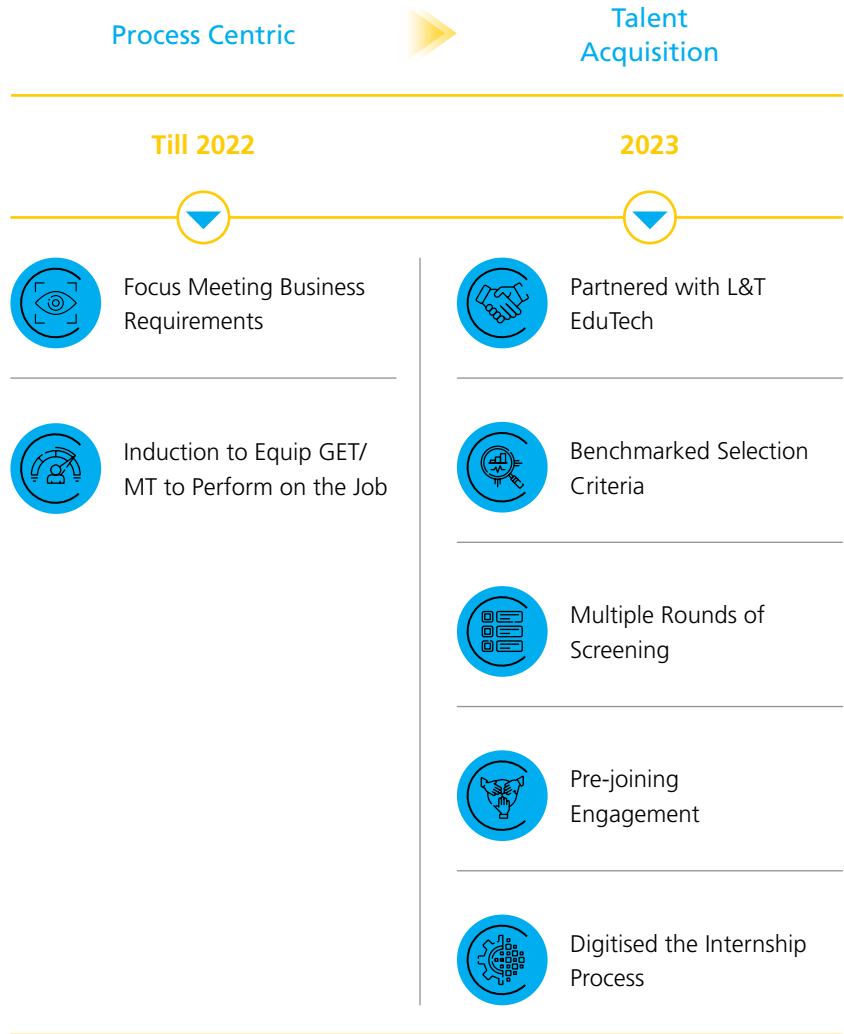 Process Centric
Talent
Acquisition
Till 2022
2023
Focus Meeting Business
Requirements
Induction to Equip GET/
MT to Perform on the Job
Partnered with L&T
EduTech
Benchmarked Selection
Criteria
Multiple Rounds of
Screening
Pre-joining
Engagement
Digitised the Internship
Process